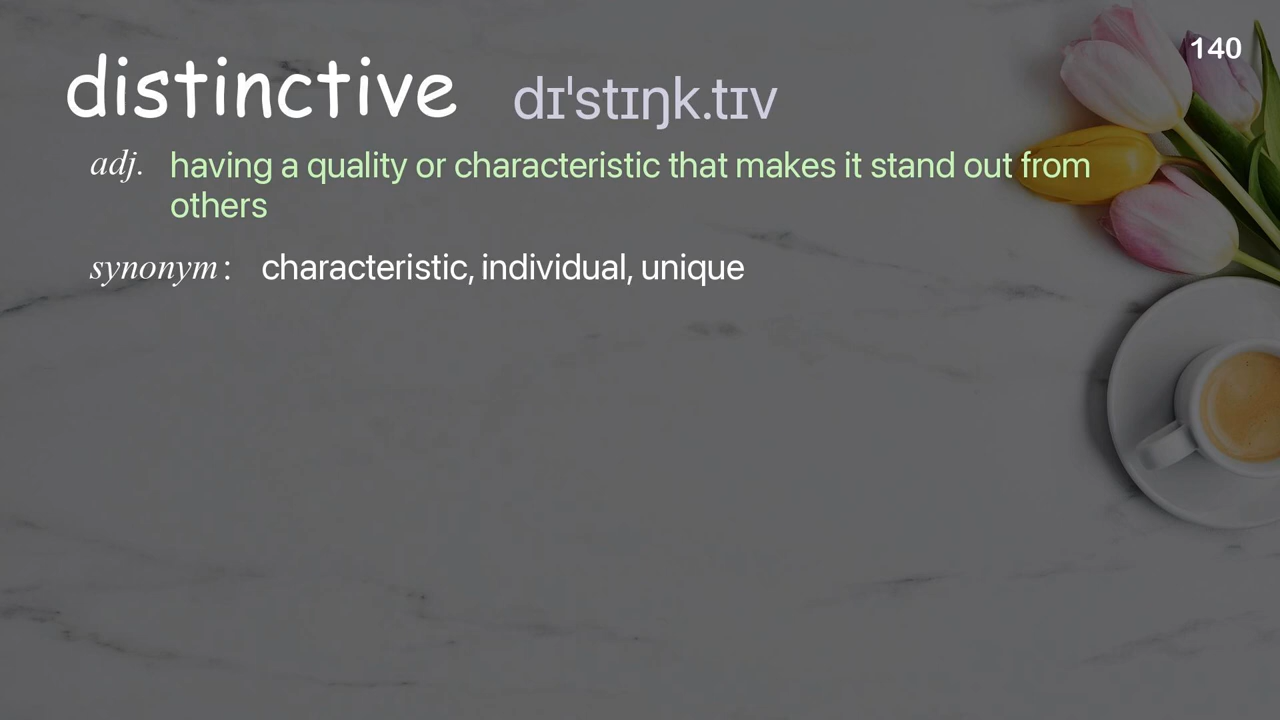 140
distinctive dɪˈstɪŋk.tɪv
adj. having a quality or characteristic that makes it stand out from
others
synonym : characteristic, individual, unique